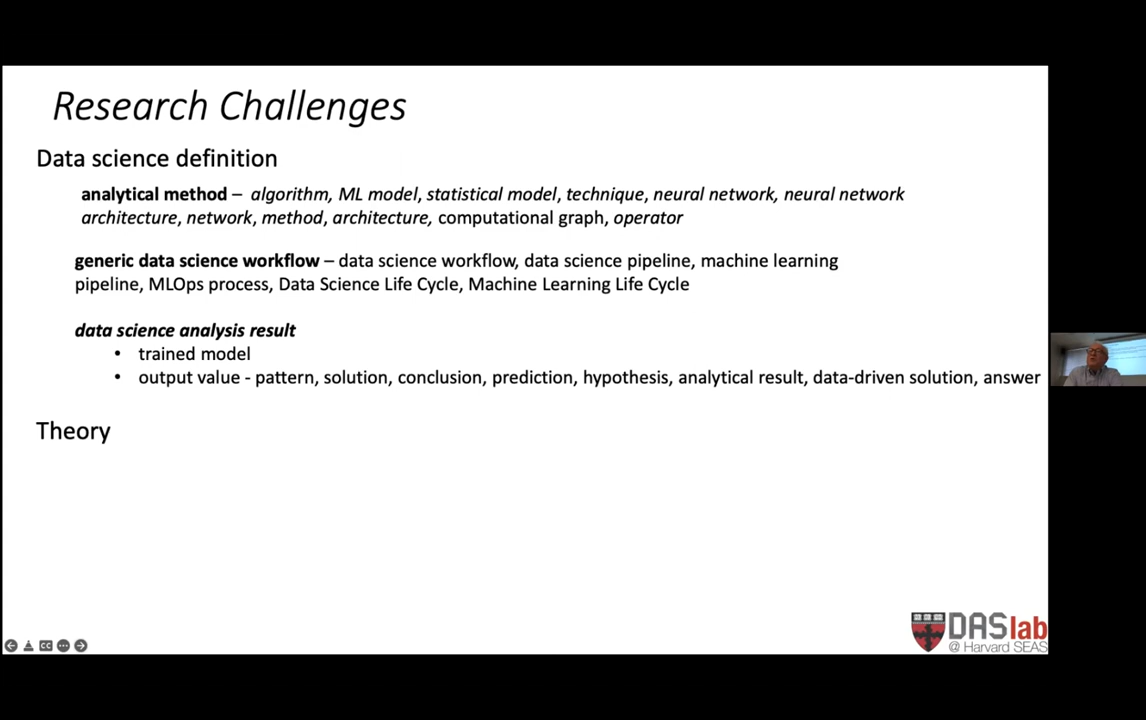 Research Challenges
Data science definition
analytical method – algorithm, ML model, statistical model, technique, neural network, neural network
architecture, network, method, architecture, computational graph, operator
generic data science workflow – data science workflow, data science pipeline, machine learning
pipeline, MLOps process, Data Science Life Cycle, Machine Learning Life Cycle
data science analysis result
• trained model
• output value - pattern, solution, conclusion, prediction, hypothesis, analytical result, data-driven solution, answer
Theory
DASlab
@ Harvard SEAS
CC